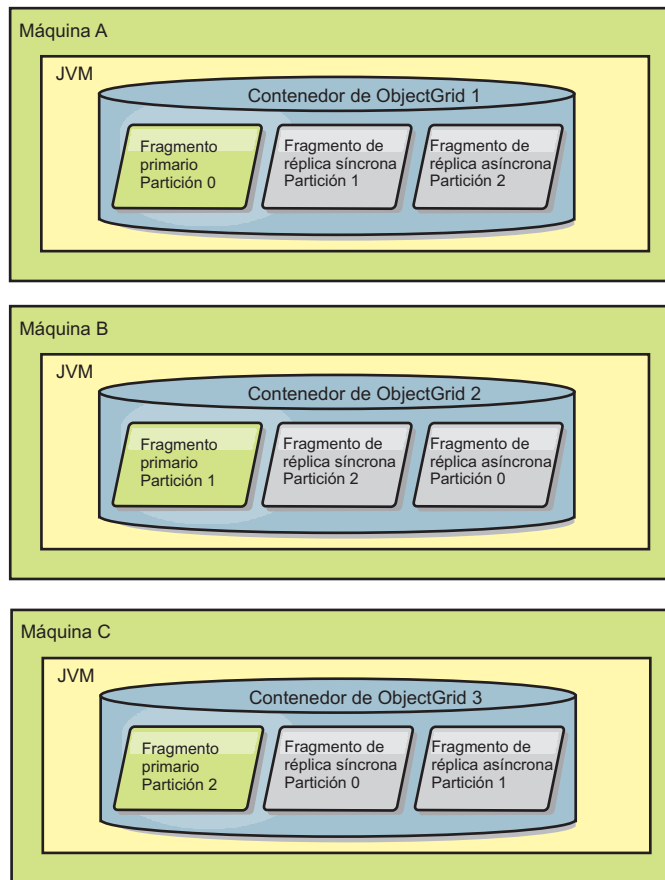 Máquina A
JVM
Contenedor de ObjectGrid 1
Fragmento
primario
Partición 0
Fragmento de
réplica síncrona
Partición 1
Fragmento de
réplica asíncrona
Partición 2
Máquina B
JVM
Contenedor de ObjectGrid 2
Fragmento
primario
Partición 1
Fragmento de
réplica síncrona
Partición 2
Fragmento de
réplica asíncrona
Partición 0
Máquina C
JVM
Contenedor de ObjectGrid 3
Fragmento
primario
Partición 2
Fragmento de
réplica síncrona
Partición 0
Fragmento de
réplica asíncrona
Partición 1